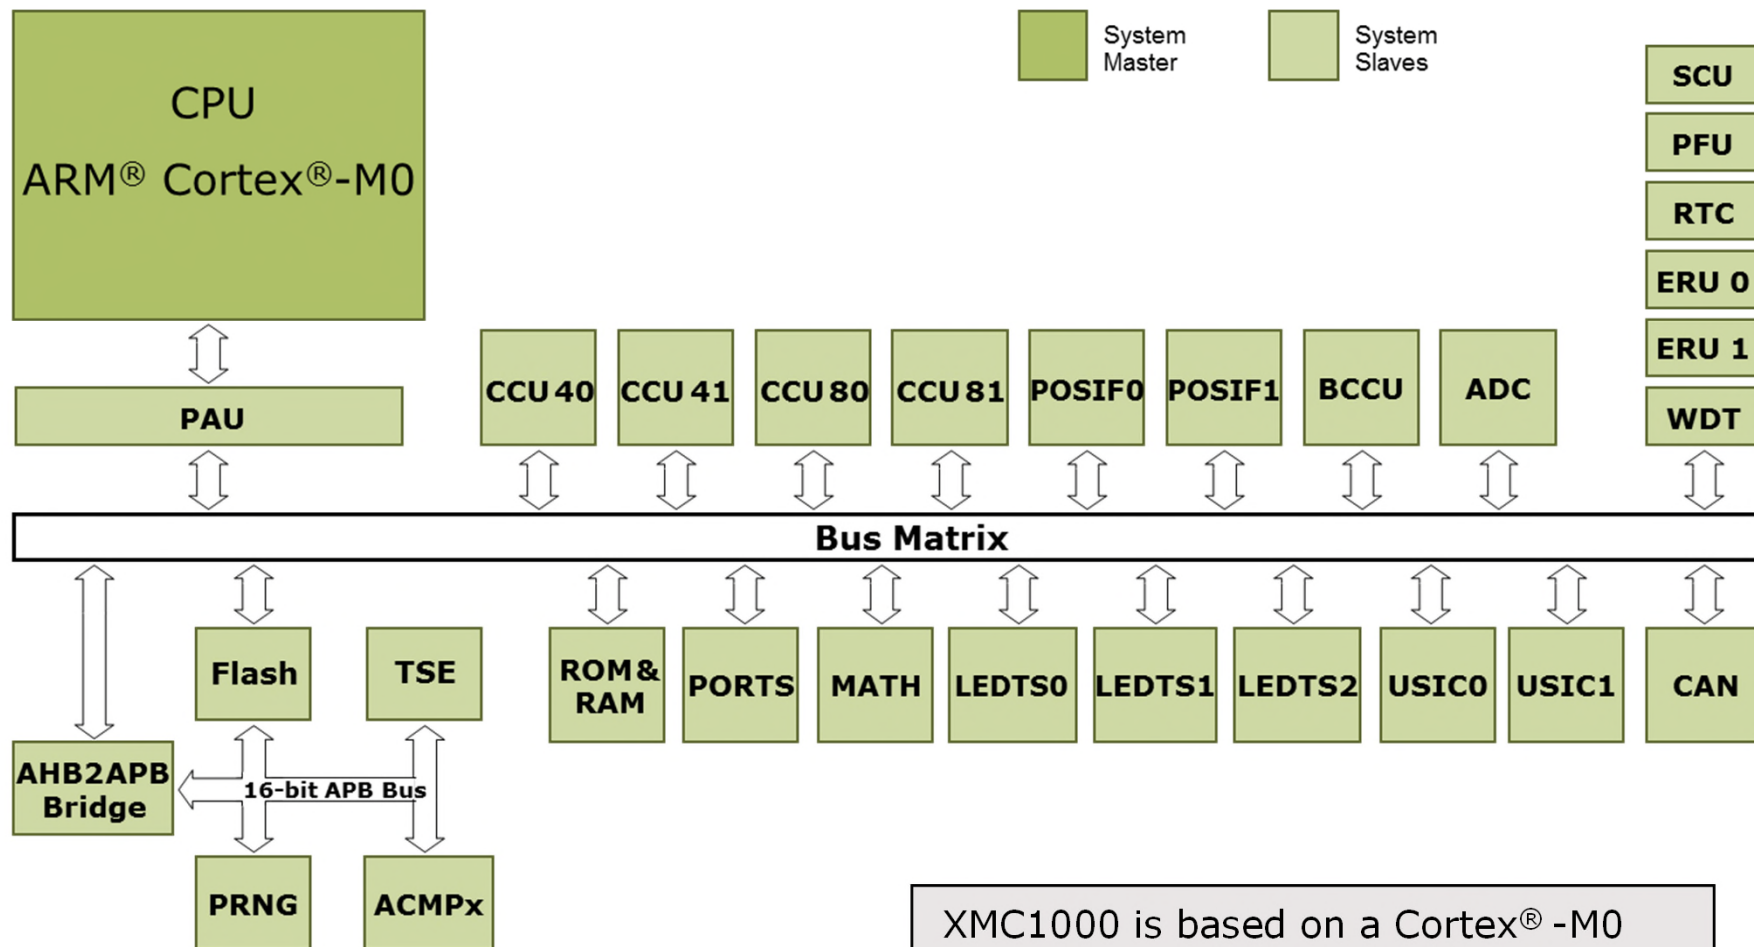 CPU
ARM® Cortex®-M0
System
Master
System
Slaves
SCU
PFU
RTC
ERU 0
ERU 1
WDT
PAU
CCU 40
CCU 41
CCU 80
CCU 81
POSIF0
POSIF1
BCCU
ADC
Bus Matrix
Flash
TSE
ROM &
RAM
PORTS
MATH
LEDTS0
LEDTS1
LEDTS2
USIC0
USIC1
CAN
AHB2APB
Bridge
16-bit APB Bus
PRNG
ACMPx
XMC1000 is based on a Cortex® -M0